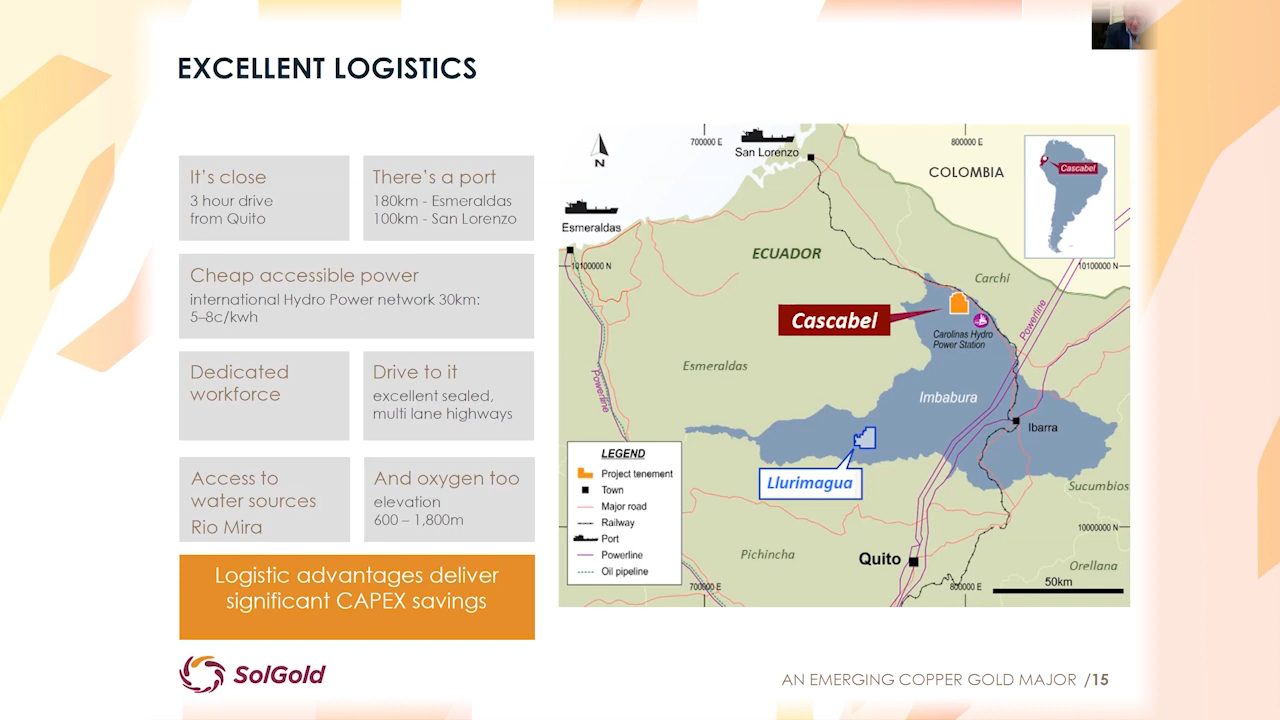 EXCELLENT LOGISTICS
It's close
3 hour drive
from Quito
There's a port
180km - Esmeraldas
100km - San Lorenzo
Cheap accessible power
international Hydro Power network 30km:
5–8c/kwh
Dedicated
workforce
Drive to it
excellent sealed,
multi lane highways
Access to
water sources
Rio Mira
And oxygen too
elevation
600 – 1,800m
Logistic advantages deliver
significant CAPEX savings
N
700000 E
San Lorenzo
800000 E
COLOMBIA
Cascabel
Esmeraldas
10100000 N
ECUADOR
Carchi
10100000 N
Cascabel
Carolinas Hydro
Power Station
Powerline
Powerline
Esmeraldas
Imbabura
Ibarra
Llurimagua
Sucumbios
LEGEND
Project tenement
Town
Major road
Railway
Port
Powerline
Oil pipeline
10000000 N
Pichincha
Quito
Orellana
700000 E
800000 E
50km
SolGold
AN EMERGING COPPER GOLD MAJOR /15